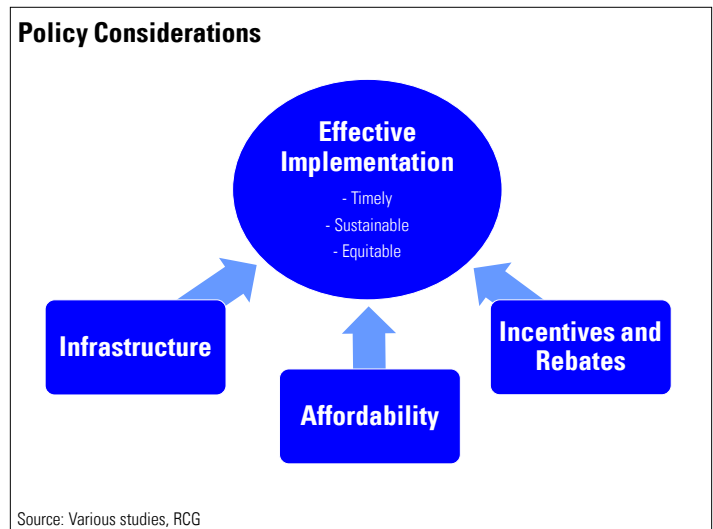 Policy Considerations
Effective
Implementation
- Timely
- Sustainable
- Equitable
Infrastructure
Affordability
Incentives and
Rebates
Source: Various studies, RCG